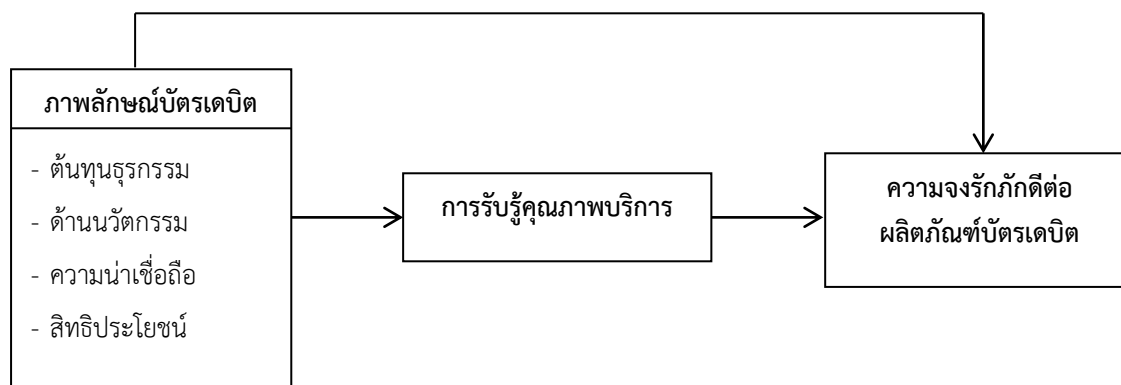 ภาพลักษณ์บัตรเดบิต
- ต้นทุนธุรกรรม
- ด้านนวัตกรรม
- ความน่าเชื่อถือ
- สิทธิประโยชน์
การรับรู้คุณภาพบริการ
ความจงรักภักดีต่อ
ผลิตภัณฑ์บัตรเดบิต